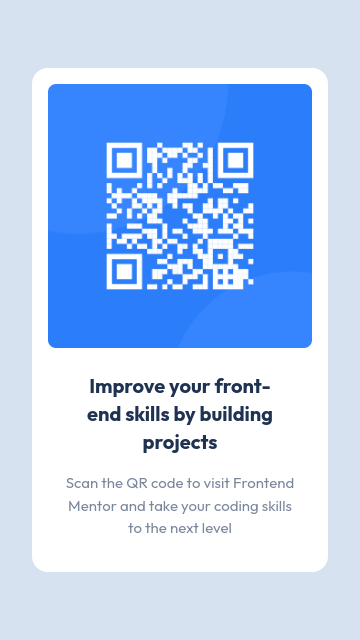 Improve your front-
end skills by building
projects
Scan the QR code to visit Frontend
Mentor and take your coding skills
to the next level